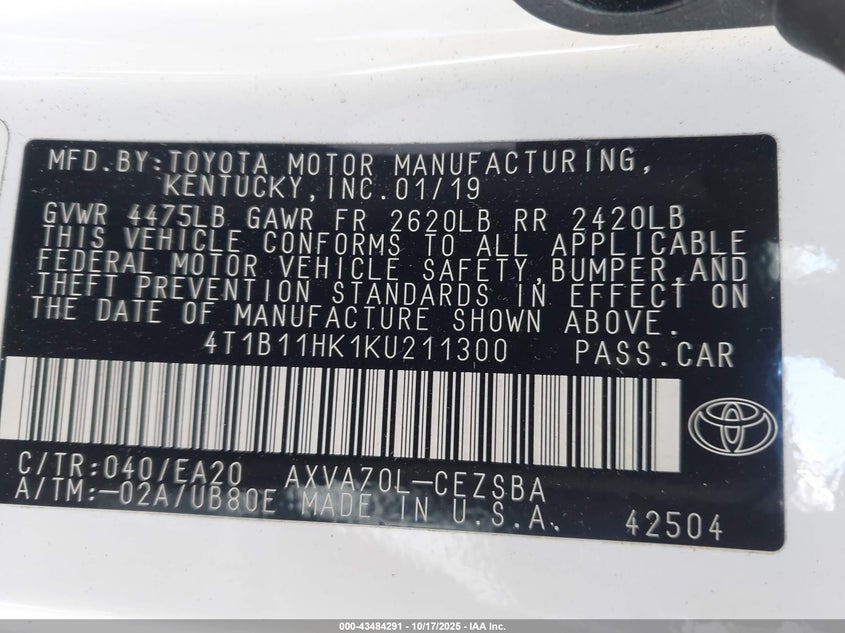 MFD.BY:TOYOTA MOTOR MANUFACTURING,
KENTUCKY,INC.01/19
GVWR 4475LB GAWR FR 2620LB RR 2420LB
THIS VEHICLE CONFORMS TO ALL APPLICABLE
FEDERAL MOTOR VEHICLE SAFETY,BUMPER,AND
THEFT PREVENTION STANDARDS IN EFFECT ON
THE DATE OF MANUFACTURE SHOWN ABOVE.
4T1B11HK1KU211300 PASS.CAR
C/TR:040/EA20 AXVA70L-CEZSBA
A/TM:-02A/UB80E MADE IN U.S.A. 42504
000-43484291 - 10/17/2025 - IAA Inc.